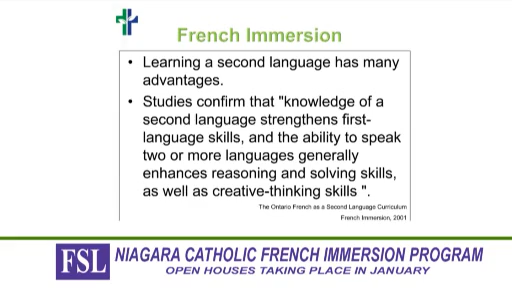 French Immersion
• Learning a second language has many
advantages.
• Studies confirm that "knowledge of a
second language strengthens first-
language skills, and the ability to speak
two or more languages generally
enhances reasoning and solving skills,
as well as creative-thinking skills ".
The Ontario French as a Second Language Curriculum
French Immersion, 2001
FSL NIAGARA CATHOLIC FRENCH IMMERSION PROGRAM
OPEN HOUSES TAKING PLACE IN JANUARY